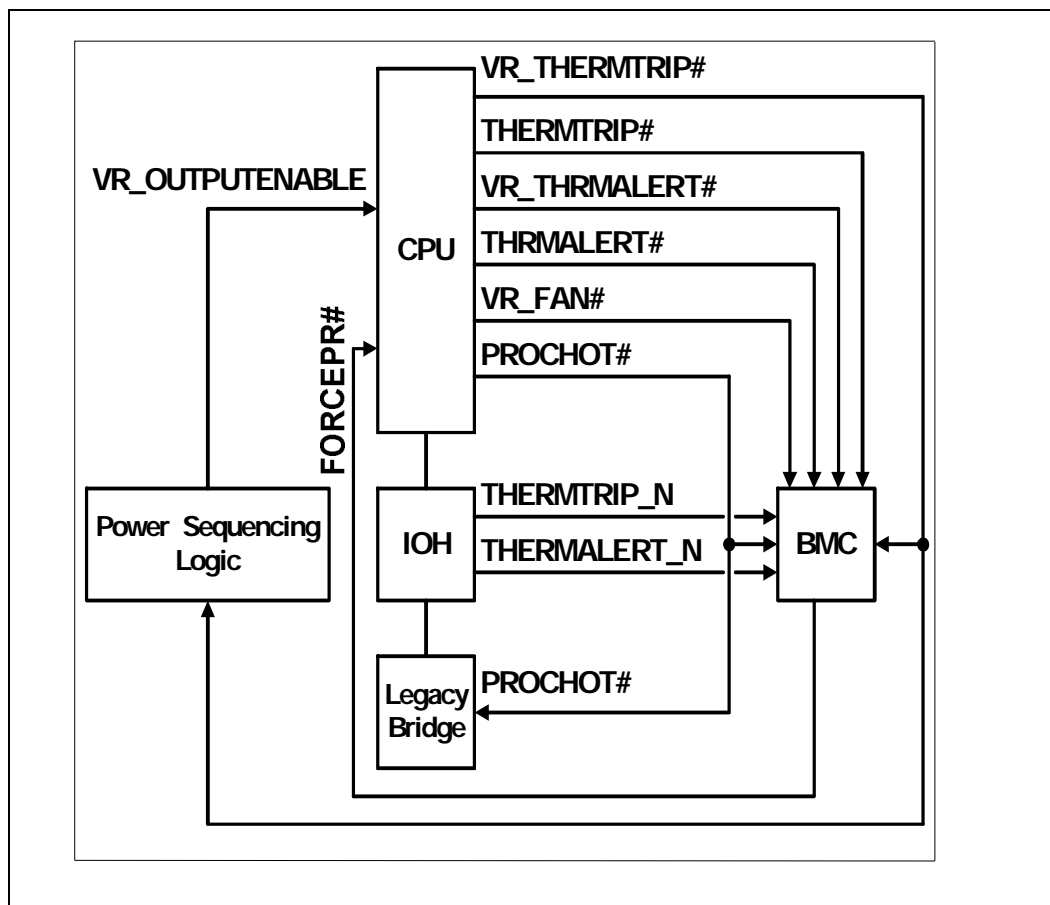 VR_THERMTRIP#
THERMTRIP#
VR_OUTPUTENABLE
VR_THRMALERT#
CPU
THRMALERT#
VR_FAN#
FORCEPR#
PROCHOT#
Power Sequencing
Logic
IOH
THERMTRIP_N
THERMALERT_N
BMC
Legacy
Bridge
PROCHOT#